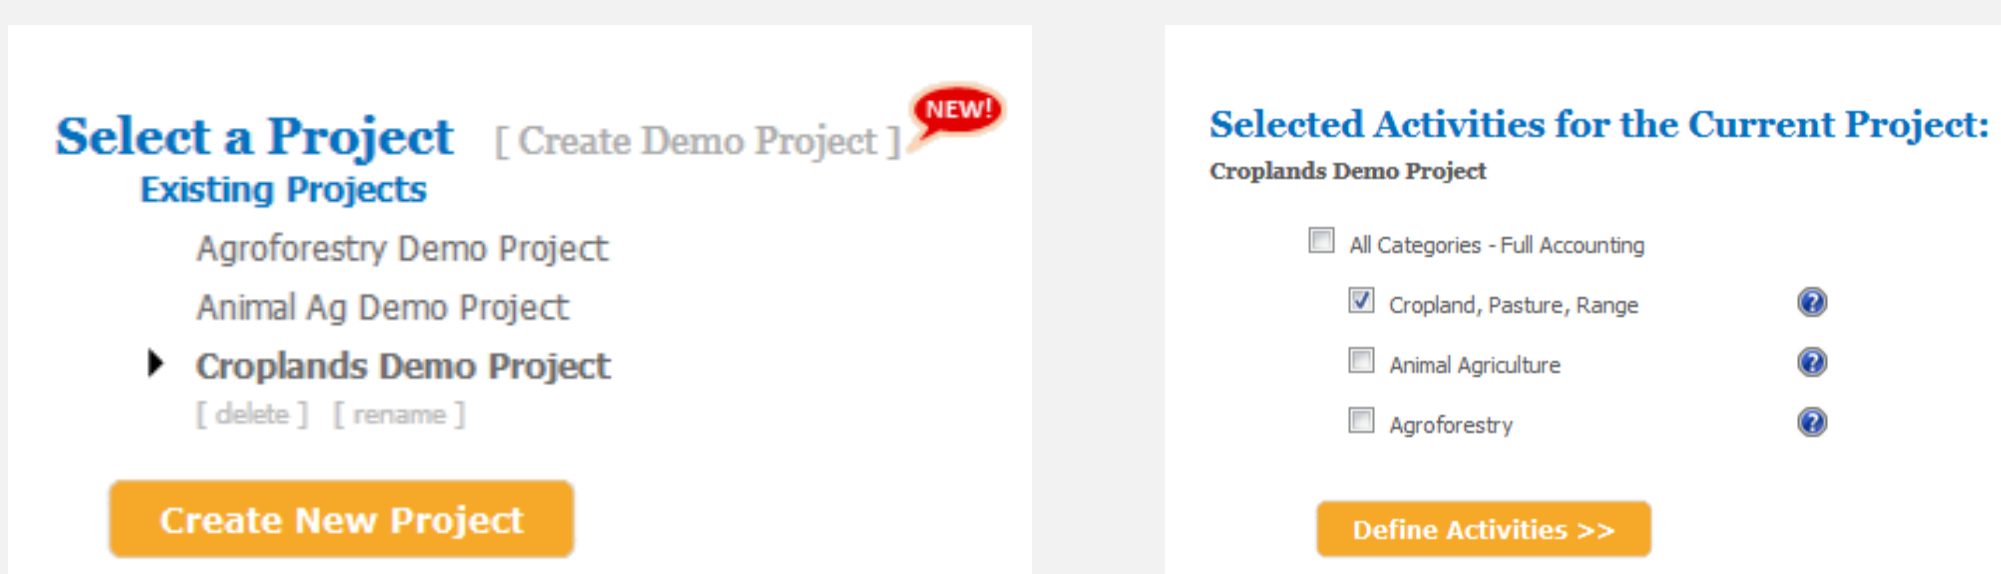 Select a Project [ Create Demo Project ] NEW!
Existing Projects
Agroforestry Demo Project
Animal Ag Demo Project
Croplands Demo Project
[ delete ] [ rename ]
Create New Project
Selected Activities for the Current Project:
Croplands Demo Project
All Categories - Full Accounting
Cropland, Pasture, Range ?
Animal Agriculture ?
Agroforestry ?
Define Activities >>